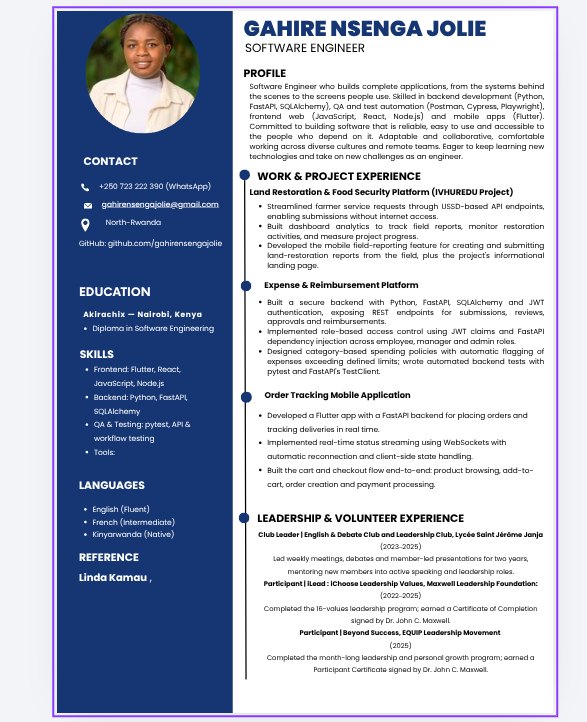 GAHIRE NSENGA JOLIE
SOFTWARE ENGINEER
PROFILE
Software Engineer who builds complete applications, from the systems behind
the scenes to the screens people use. Skilled in backend development (Python,
FastAPI, SQLAlchemy), QA and test automation (Postman, Cypress, Playwright),
frontend web (JavaScript, React, Node.js) and mobile apps (Flutter).
Committed to building software that is reliable, easy to use and accessible to
the people who depend on it. Adaptable and collaborative, comfortable
working across diverse cultures and remote teams. Eager to keep learning new
technologies and take on new challenges as an engineer.
CONTACT
+250 723 222 390 (WhatsApp)
gahirensengajolie@gmail.com
North-Rwanda
GitHub: github.com/gahirensengajolie
EDUCATION
Akirachix — Nairobi, Kenya
• Diploma in Software Engineering
SKILLS
• Frontend: Flutter, React,
JavaScript, Node.js
• Backend: Python, FastAPI,
SQLAlchemy
• QA & Testing: pytest, API &
workflow testing
• Tools:
LANGUAGES
• English (Fluent)
• French (Intermediate)
• Kinyarwanda (Native)
REFERENCE
Linda Kamau ,
WORK & PROJECT EXPERIENCE
Land Restoration & Food Security Platform (IVHUREDU Project)
• Streamlined farmer service requests through USSD-based API endpoints,
enabling submissions without internet access.
• Built dashboard analytics to track field reports, monitor restoration
activities, and measure project progress.
• Developed the mobile field-reporting feature for creating and submitting
land-restoration reports from the field, plus the project's informational
landing page.
Expense & Reimbursement Platform
• Built a secure backend with Python, FastAPI, SQLAlchemy and JWT
authentication, exposing REST endpoints for submissions, reviews,
approvals and reimbursements.
• Implemented role-based access control using JWT claims and FastAPI
dependency injection across employee, manager and admin roles.
• Designed category-based spending policies with automatic flagging of
expenses exceeding defined limits; wrote automated backend tests with
pytest and FastAPI's TestClient.
Order Tracking Mobile Application
• Developed a Flutter app with a FastAPI backend for placing orders and
tracking deliveries in real time.
• Implemented real-time status streaming using WebSockets with
automatic reconnection and client-side state handling.
• Built the cart and checkout flow end-to-end: product browsing, add-to-
cart, order creation and payment processing.
LEADERSHIP & VOLUNTEER EXPERIENCE
Club Leader | English & Debate Club and Leadership Club, Lycée Saint Jérôme Janja
(2023–2025)
Led weekly meetings, debates and member-led presentations for two years,
mentoring new members into active speaking and leadership roles.
Participant | iLead : iChoose Leadership Values, Maxwell Leadership Foundation:
(2022–2025)
Completed the 16-values leadership program; earned a Certificate of Completion
signed by Dr. John C. Maxwell.
Participant | Beyond Success, EQUIP Leadership Movement
(2025)
Completed the month-long leadership and personal growth program; earned a
Participant Certificate signed by Dr. John C. Maxwell.